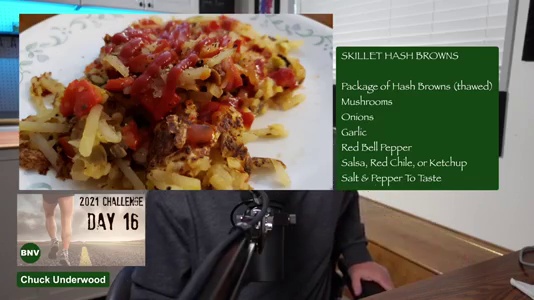 SKILLET HASH BROWNS
Package of Hash Browns (thawed)
Mushrooms
Onions
Garlic
Red Bell Pepper
Salsa, Red Chile, or Ketchup
Salt & Pepper To Taste
2021 CHALLENGE
DAY 16
BNV
Chuck Underwood